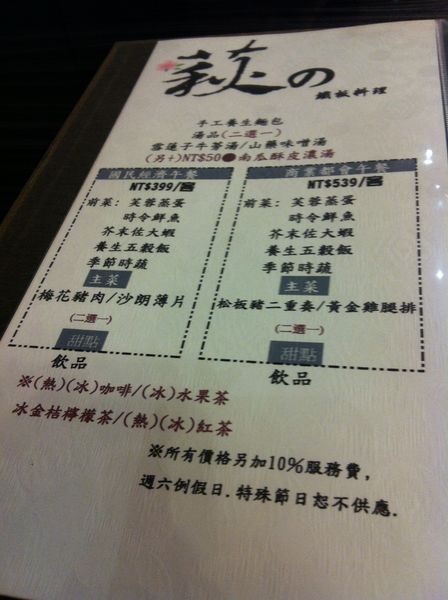 萩の
鐵板料理
手工養生麵包
湯品(二選一)
雪蓮子牛蒡湯/山藥味噌湯
(另+)NT$50●南瓜酥皮濃湯
國民經濟午餐
NT$399/客
前菜: 芙蓉蒸蛋
時令鮮魚
芥末佐大蝦
養生五穀飯
季節時蔬
主菜
梅花豬肉/沙朗薄片
(二選一)
甜點
飲品
商業都會午餐
NT$539/客
前菜: 芙蓉蒸蛋
時令鮮魚
芥末佐大蝦
養生五穀飯
季節時蔬
主菜
松板豬二重奏/黃金雞腿排
(二選一)
甜點
飲品
※(熱)(冰)咖啡/(冰)水果茶
冰金桔檸檬茶/(熱)(冰)紅茶
※所有價格另加10%服務費,
週六例假日.特殊節日恕不供應.